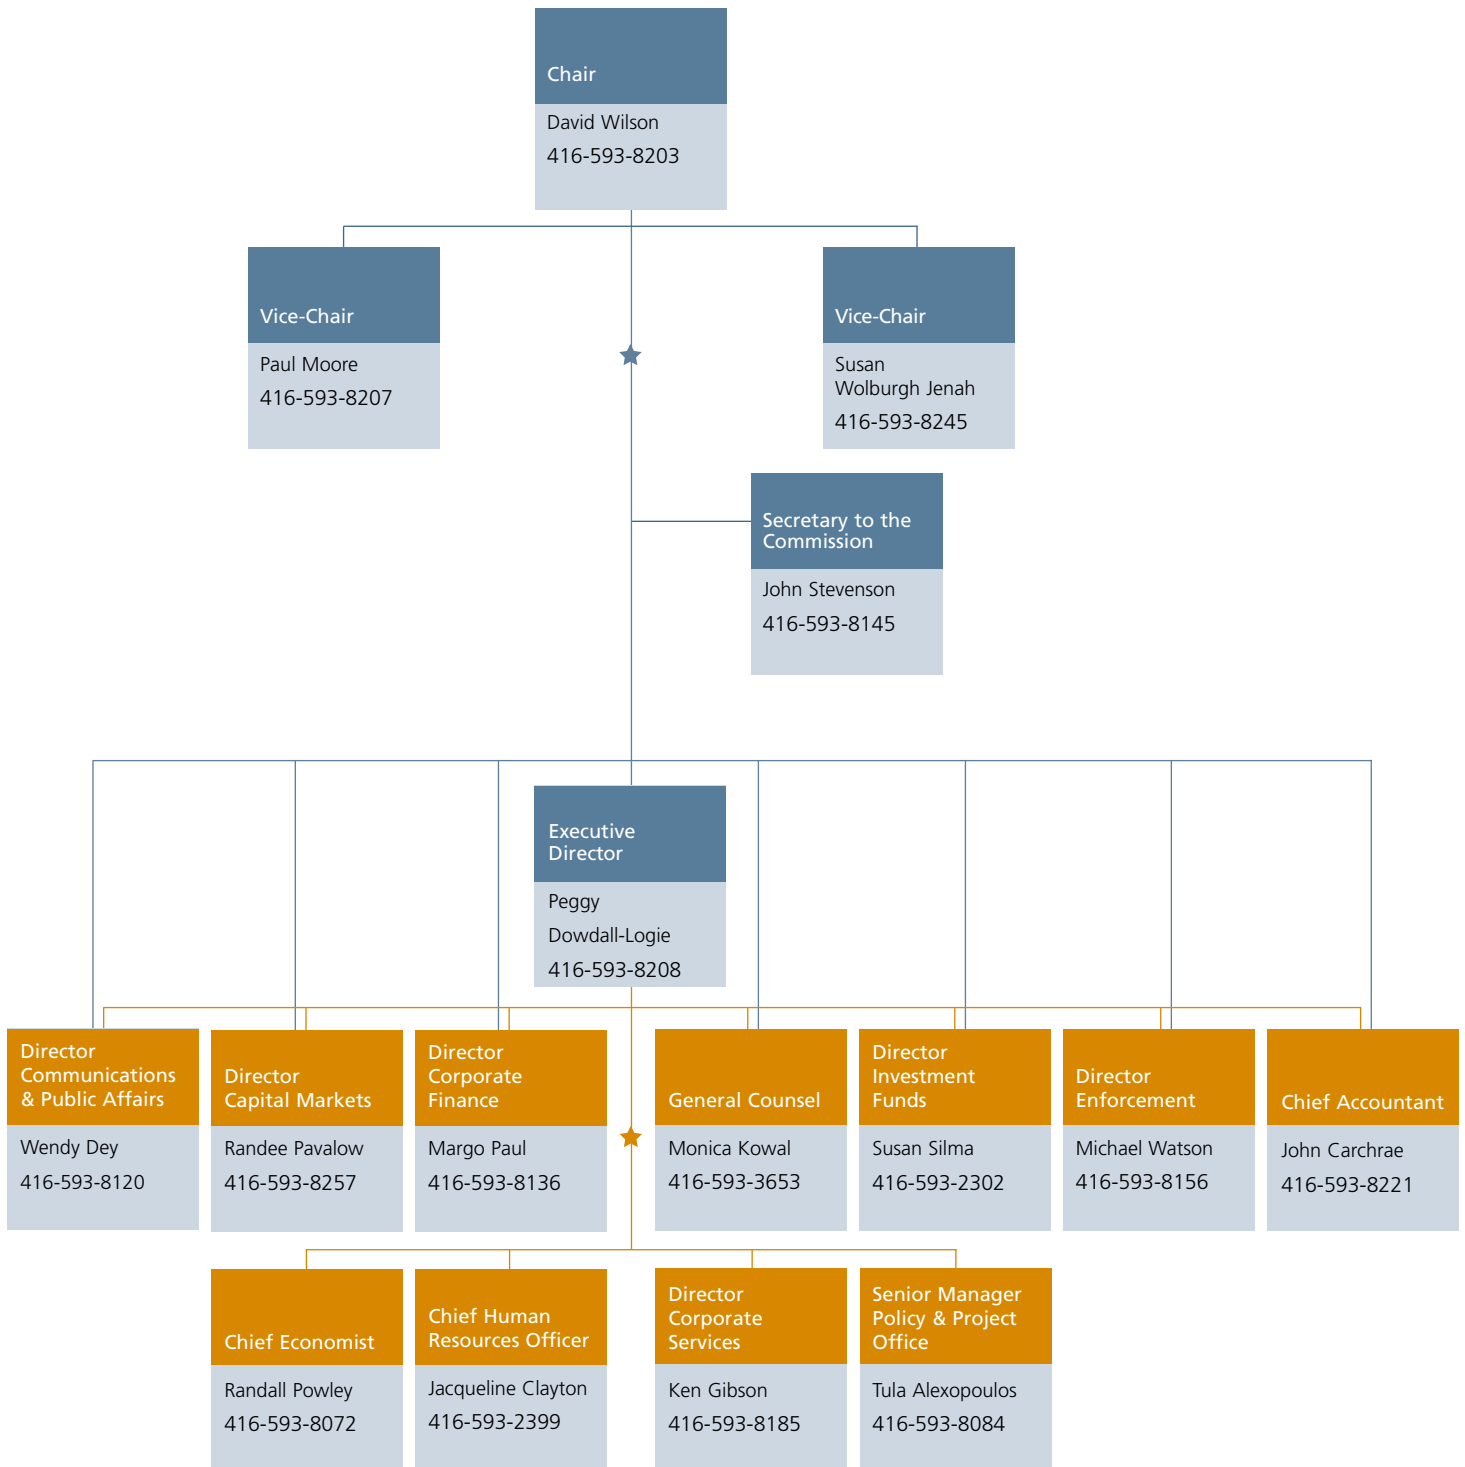 Chair
David Wilson
416-593-8203
Vice-Chair
Paul Moore
416-593-8207
Vice-Chair
Susan
Wolburgh Jenah
416-593-8245
Secretary to the
Commission
John Stevenson
416-593-8145
Executive
Director
Peggy
Dowdall-Logie
416-593-8208
Director
Communications
& Public Affairs
Wendy Dey
416-593-8120
Director
Capital Markets
Randee Pavalow
416-593-8257
Director
Corporate
Finance
Margo Paul
416-593-8136
General Counsel
Monica Kowal
416-593-3653
Director
Investment
Funds
Susan Silma
416-593-2302
Director
Enforcement
Michael Watson
416-593-8156
Chief Accountant
John Carchrae
416-593-8221
Chief Economist
Randall Powley
416-593-8072
Chief Human
Resources Officer
Jacqueline Clayton
416-593-2399
Director
Corporate
Services
Ken Gibson
416-593-8185
Senior Manager
Policy & Project
Office
Tula Alexopoulos
416-593-8084